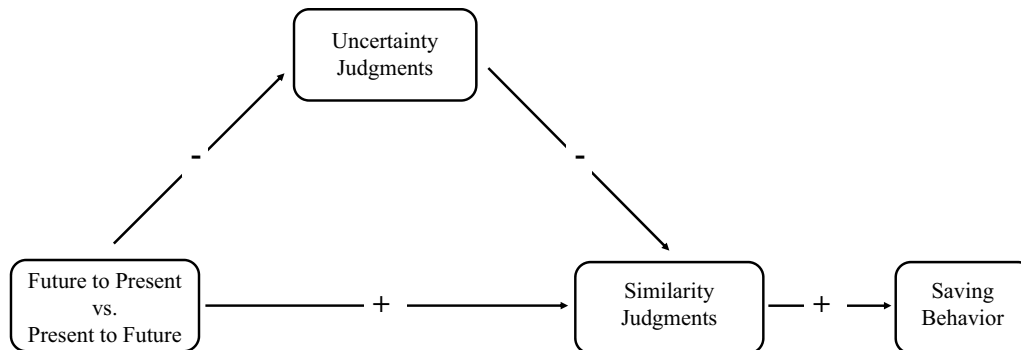 Uncertainty
Judgments
-
-
Future to Present
vs.
Present to Future
+
Similarity
Judgments
+
Saving
Behavior